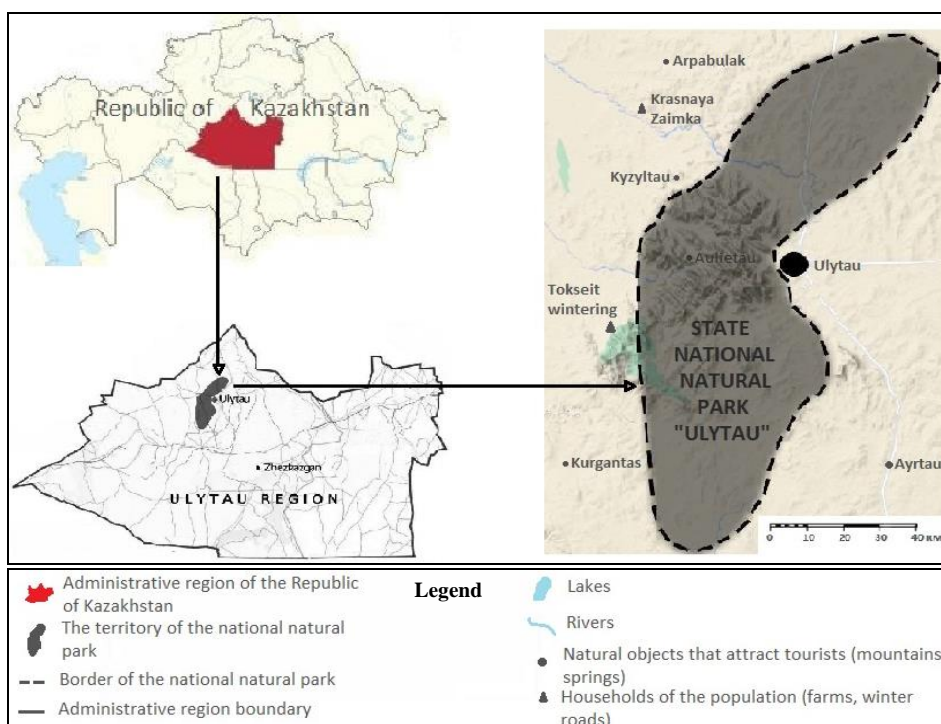 Republic of Kazakhstan
Arpabulak
Krasnaya
Zaimka
Kyzyltau
Aulietau
Ulytau
Tokseit
wintering
STATE
NATIONAL
NATURAL
PARK
"ULYTAU"
Kurgantas
Ayrtau
0 10 20 30 40 км
Ulytau
Zhezbazgan
ULYTAU REGION
Legend
Administrative region of the Republic
of Kazakhstan
The territory of the national natural
park
Border of the national natural park
Administrative region boundary
Lakes
Rivers
Natural objects that attract tourists (mountains
springs)
Households of the population (farms, winter
roads)